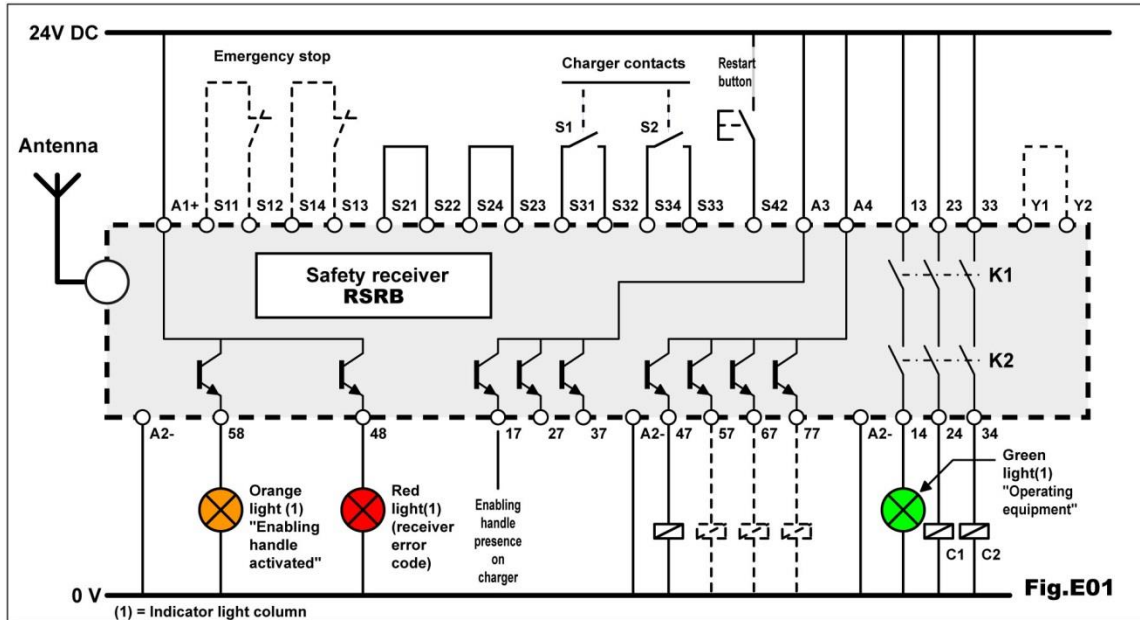 24V DC
Emergency stop
Charger contacts
Restart
button
S1
S2
Antenna
A1+
S11
S12
S14
S13
S21
S22
S24
S23
S31
S32
S34
S33
S42
A3
A4
13
23
33
Y1
Y2
Safety receiver
RSRB
K1
K2
A2-
58
48
17
27
37
A2-
47
57
67
77
A2-
14
24
34
Orange
light (1)
"Enabling
handle
activated"
Red
light(1)
(receiver
error
code)
Enabling
handle
presence
on
charger
Green
light(1)
"Operating
equipment"
C1
C2
0 V
(1) = Indicator light column
Fig.E01